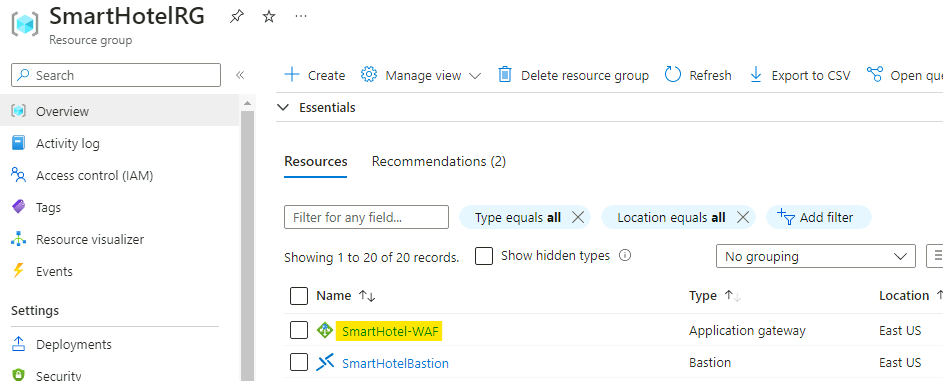 SmartHotelRG
Resource group
Search
Overview
Activity log
Access control (IAM)
Tags
Resource visualizer
Events
Settings
Deployments
Security
Create
Manage view
Delete resource group
Refresh
Export to CSV
Open que
Essentials
Resources
Recommendations (2)
Filter for any field...
Type equals all
Location equals all
Add filter
Showing 1 to 20 of 20 records.
Show hidden types
No grouping
Name
Type
Location
SmartHotel-WAF
Application gateway
East US
SmartHotelBastion
Bastion
East US